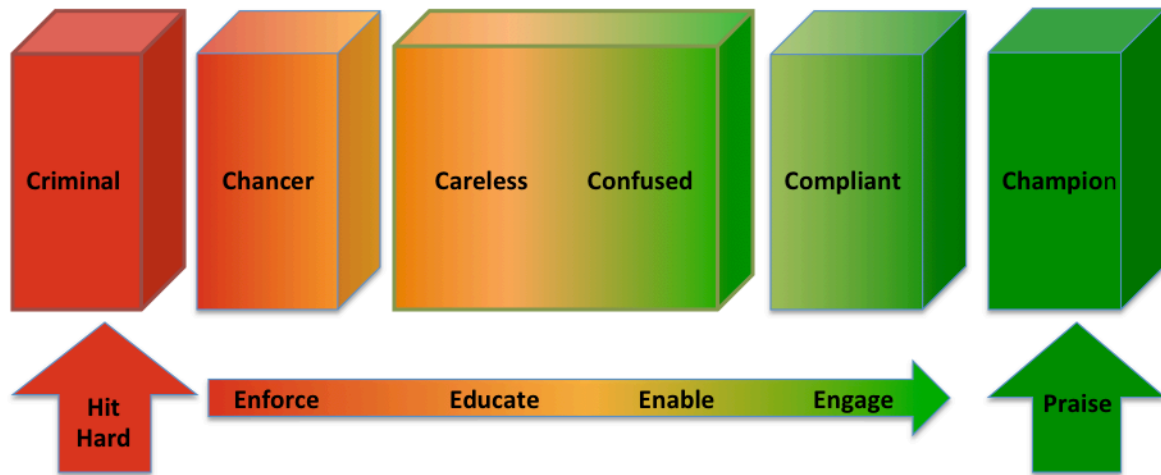 Criminal
Chancer
Careless
Confused
Compliant
Champion
Hit
Hard
Enforce
Educate
Enable
Engage
Praise